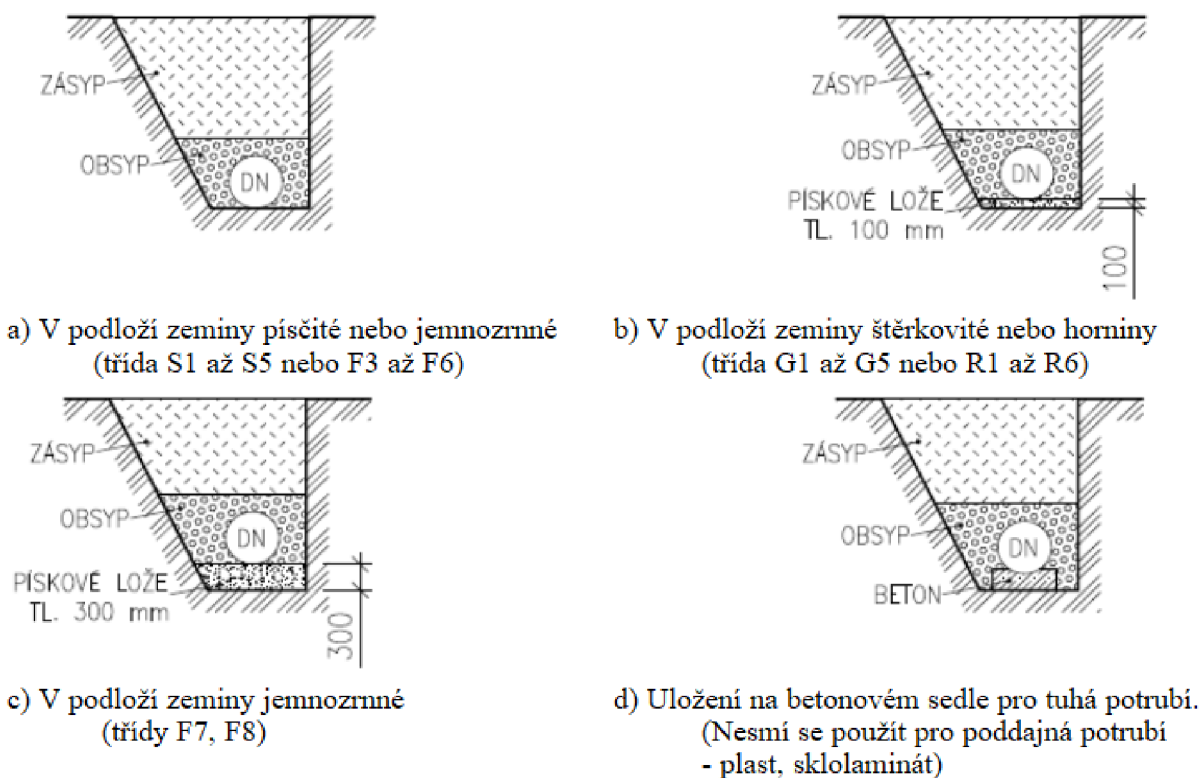 ZÁSYP
OBSYP
DN
a) V podloží zeminy písčité nebo jemnozrnné
(třída S1 až S5 nebo F3 až F6)
ZÁSYP
OBSYP
DN
PÍSKOVÉ LOŽE
TL. 100 mm
100
b) V podloží zeminy štěrkovité nebo horniny
(třída G1 až G5 nebo R1 až R6)
ZÁSYP
OBSYP
DN
PÍSKOVÉ LOŽE
TL. 300 mm
300
c) V podloží zeminy jemnozrnné
(třídy F7, F8)
ZÁSYP
OBSYP
DN
BETON
d) Uložení na betonovém sedle pro tuhá potrubí.
(Nesmí se použít pro poddajná potrubí
- plast, sklolaminát)